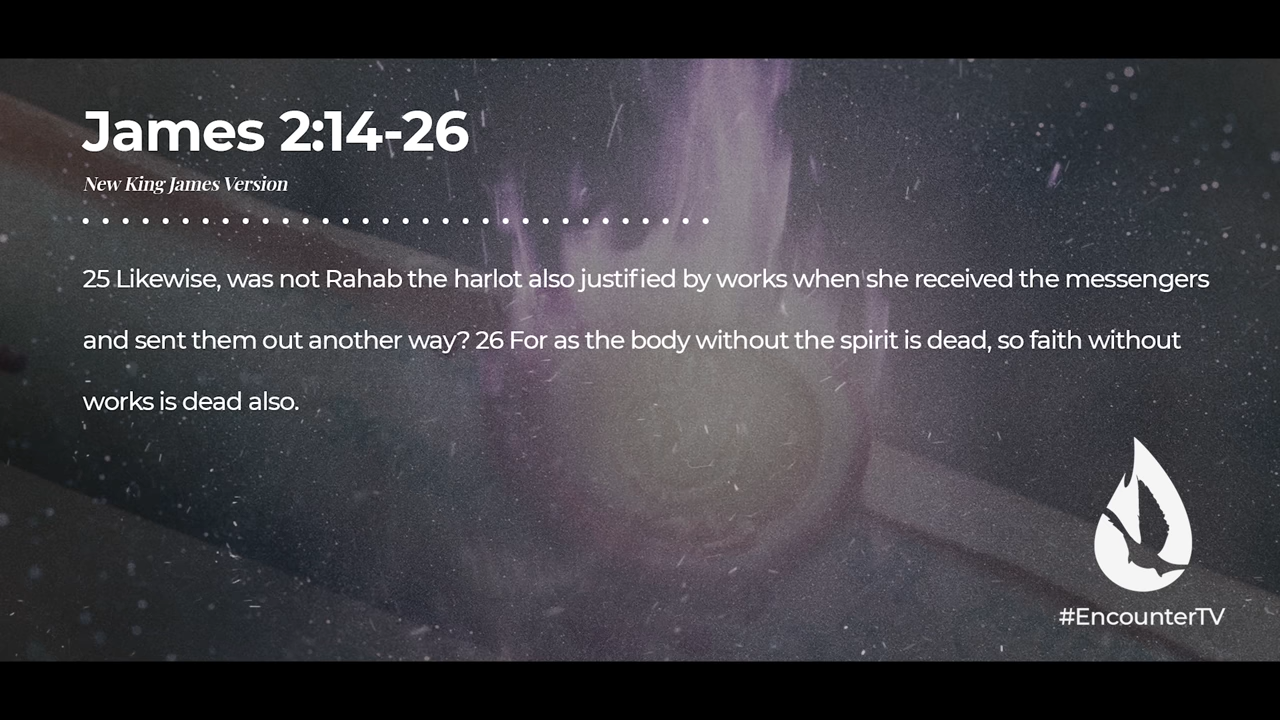 James 2:14-26
New King James Version
25 Likewise, was not Rahab the harlot also justified by works when she received the messengers
and sent them out another way? 26 For as the body without the spirit is dead, so faith without
works is dead also.
#EncounterTV